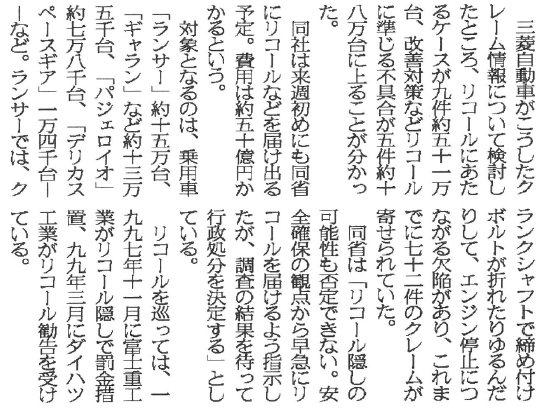 三菱自動車がこうしたク
レーム情報について検討し
たところ、リコールにあた
るケースが九件約五十一万
台、改善対策などリコール
に準じる不具合が五件約十
八万台に上ることが分かっ
た。
同社は来週初めにも同省
にリコールなどを届け出る
予定。費用は約五十億円か
かるという。
対象となるのは、乗用車
「ランサー」約十五万台、
「ギャラン」など約十三万
五千台、「パジェロイオ」
約七万八千台、「デリカス
ペースギア」一万四千台―
―など。ランサーでは、ク
ランクシャフトで締め付け
ボルトが折れたりゆるんだ
りして、エンジン停止につ
ながる欠陥があり、これま
でに七十二件のクレームが
寄せられていた。
同省は「リコール隠しの
可能性も否定できない。安
全確保の観点から早急にリ
コールを届けるよう指示し
たが、調査の結果を待って
行政処分を決定する」とし
ている。
リコールを巡っては、一
九九七年十一月に富士重工
業がリコール隠しで罰金措
置、九九年三月にダイハツ
工業がリコール勧告を受け
ている。